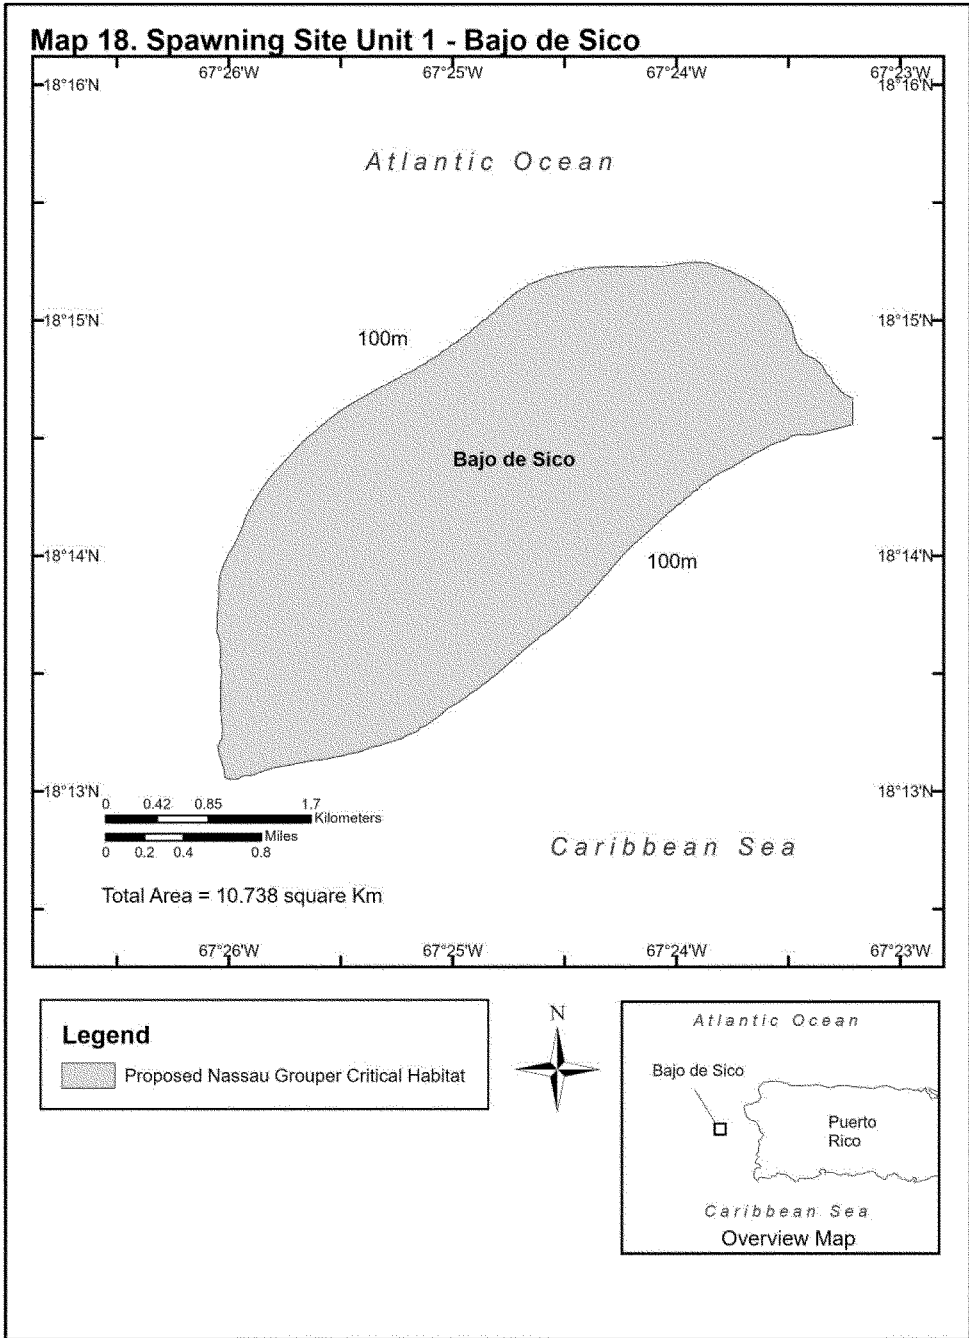 Map 18. Spawning Site Unit 1 - Bajo de Sico
67°26'W 67°25'W 67°24'W 67°23'W
18°16'N 18°16'N
Atlantic Ocean
18°15'N 18°15'N
100m
Bajo de Sico
18°14'N 18°14'N
100m
18°13'N 18°13'N
0 0.42 0.85 1.7
Kilometers
Miles
0 0.2 0.4 0.8
Caribbean Sea
Total Area = 10.738 square Km
67°26'W 67°25'W 67°24'W 67°23'W
Legend
Proposed Nassau Grouper Critical Habitat
N
Atlantic Ocean
Bajo de Sico
Puerto
Rico
Caribbean Sea
Overview Map